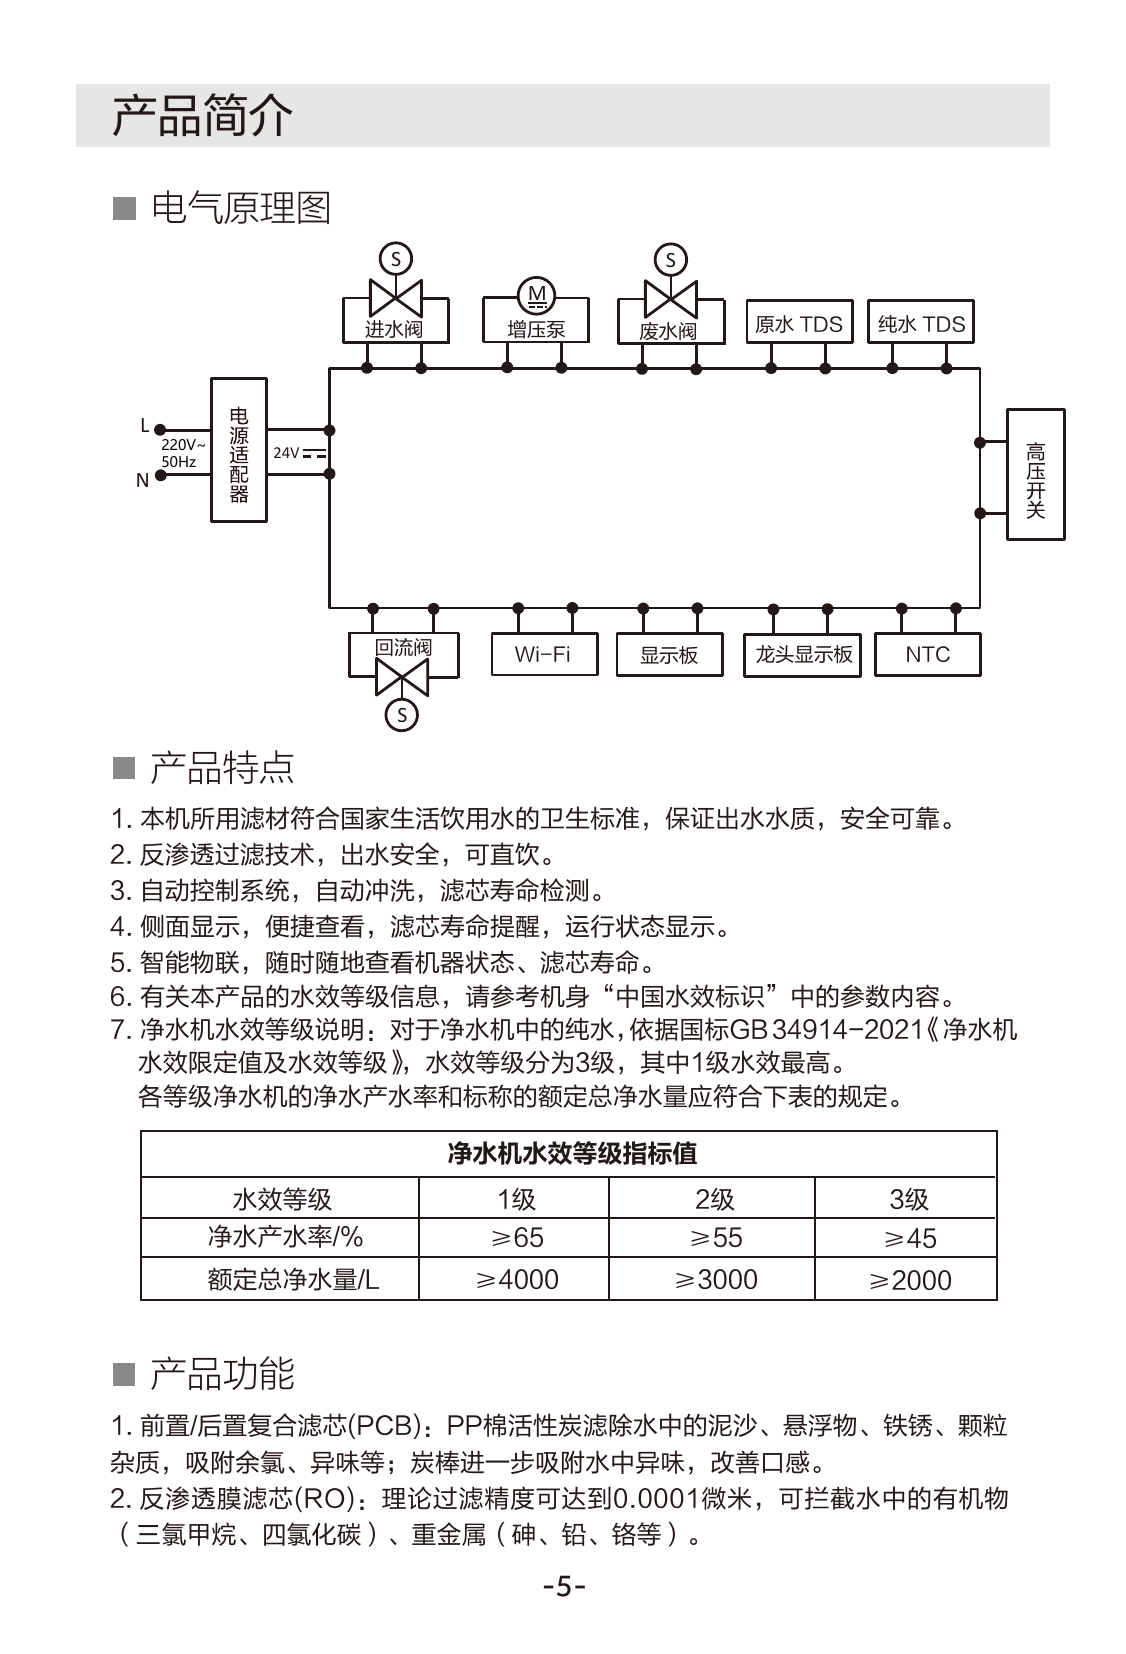 产品简介
■ 电气原理图
S
S
M
进水阀
增压泵
废水阀
原水 TDS
纯水 TDS
L
220V~
50Hz
N
电源适配器
24V
高压开关
回流阀
Wi-Fi
显示板
龙头显示板
NTC
S
■ 产品特点
1. 本机所用滤材符合国家生活饮用水的卫生标准，保证出水水质，安全可靠。
2. 反渗透过滤技术，出水安全，可直饮。
3. 自动控制系统，自动冲洗，滤芯寿命检测。
4. 侧面显示，便捷查看，滤芯寿命提醒，运行状态显示。
5. 智能物联，随时随地查看机器状态、滤芯寿命。
6. 有关本产品的水效等级信息，请参考机身“中国水效标识”中的参数内容。
7. 净水机水效等级说明：对于净水机中的纯水，依据国标GB 34914-2021《净水机
水效限定值及水效等级》，水效等级分为3级，其中1级水效最高。
各等级净水机的净水产水率和标称的额定总净水量应符合下表的规定。
净水机水效等级指标值
水效等级 1级 2级 3级
净水产水率/% ≥65 ≥55 ≥45
额定总净水量/L ≥4000 ≥3000 ≥2000
■ 产品功能
1. 前置/后置复合滤芯(PCB)：PP棉活性炭滤除水中的泥沙、悬浮物、铁锈、颗粒
杂质，吸附余氯、异味等；炭棒进一步吸附水中异味，改善口感。
2. 反渗透膜滤芯(RO)：理论过滤精度可达到0.0001微米，可拦截水中的有机物
（三氯甲烷、四氯化碳）、重金属（砷、铅、铬等）。
-5-